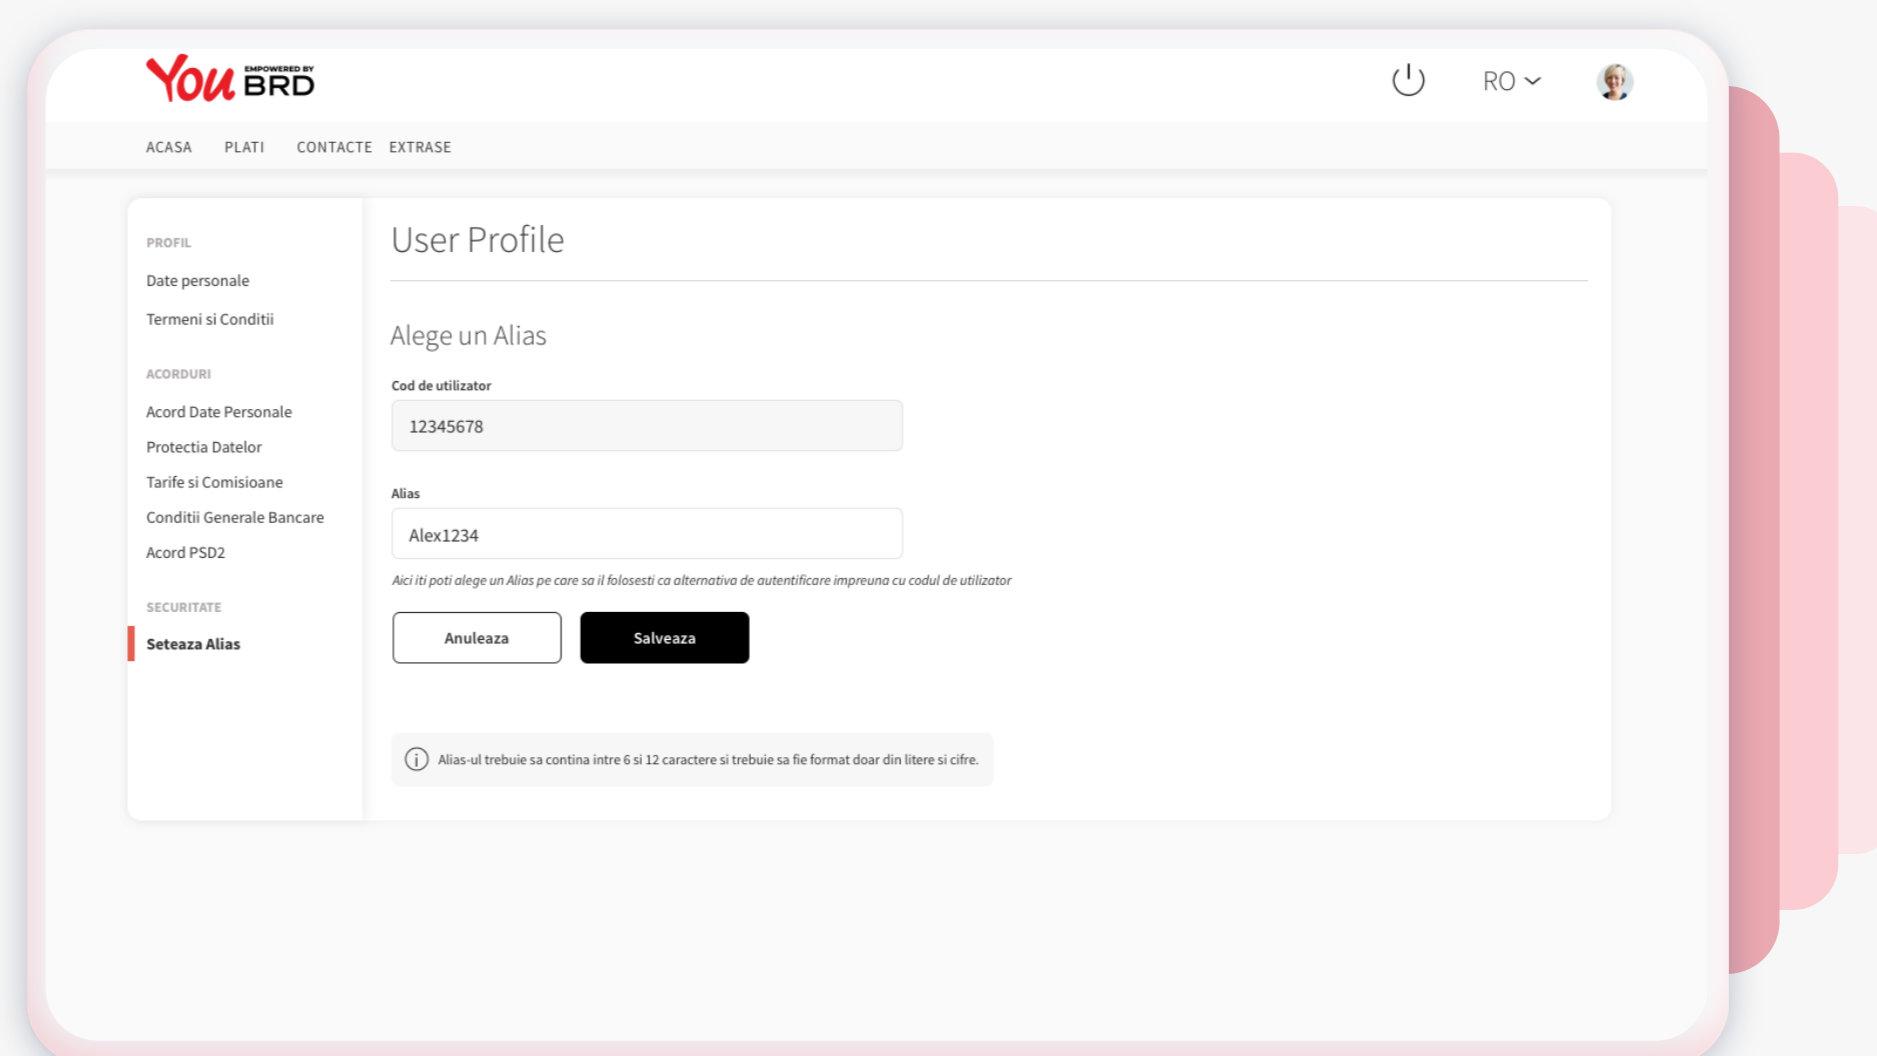 You EMPOWERED BY BRD
RO
ACASA PLATI CONTACTE EXTRASE
PROFIL
Date personale
Termeni si Conditii
ACORDURI
Acord Date Personale
Protectia Datelor
Tarife si Comisioane
Conditii Generale Bancare
Acord PSD2
SECURITATE
Seteaza Alias
User Profile
Alege un Alias
Cod de utilizator
12345678
Alias
Alex1234
Aici iti poti alege un Alias pe care sa il folosesti ca alternativa de autentificare impreuna cu codul de utilizator
Anuleaza Salveaza
Alias-ul trebuie sa contina intre 6 si 12 caractere si trebuie sa fie format doar din litere si cifre.